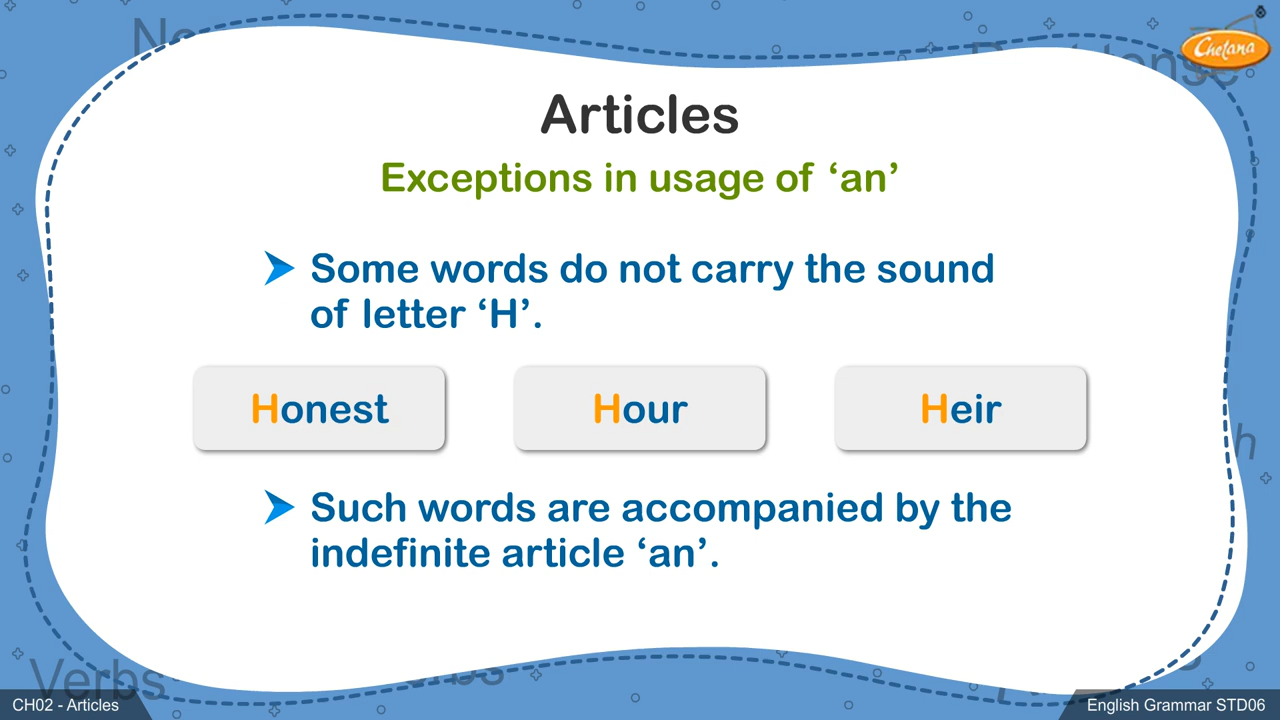 Chetana
Articles
Exceptions in usage of ‘an’
Some words do not carry the sound
of letter ‘H’.
Honest
Hour
Heir
Such words are accompanied by the
indefinite article ‘an’.
Verbs
CH02 - Articles
English Grammar STD06